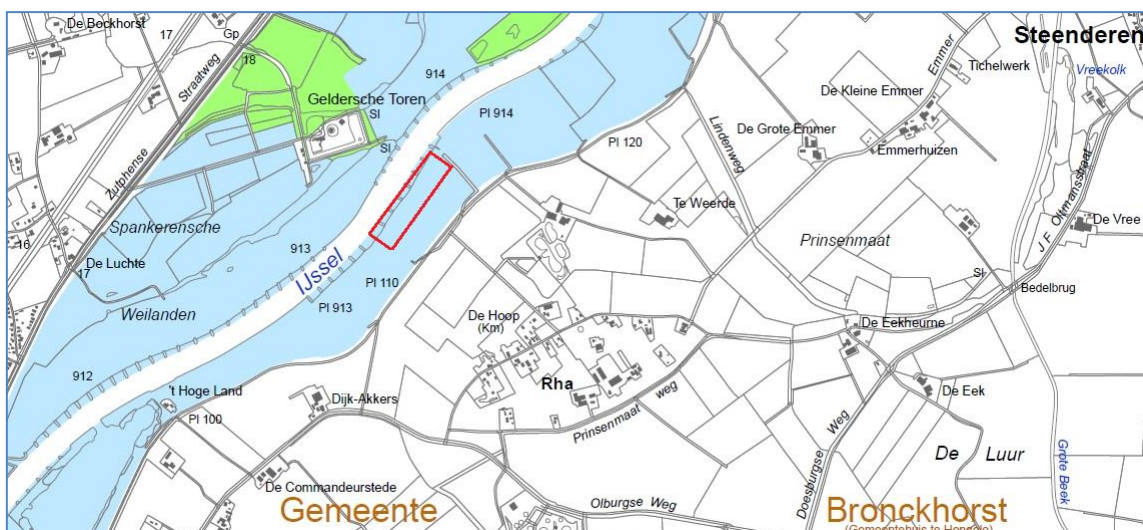 De Bockhorst
17
Gp
Straatweg
18
Zutphense
Geldersche Toren
Sl
Sl
914
914
Pl 914
Emmer
Steenderen
Tichelwerk
Vreekolk
De Kleine Emmer
De Grote Emmer
Emmerhuizen
Pl 120
Lindenweg
Te Weerde
J F Oltmansstraat
De Vree
Prinsenmaat
Spankerensche
16
De Luchte
17
913
IJssel
Sl
Bedelbrug
Weilanden
Pl 110
Pl 913
De Hoop
(Km)
De Eekheurne
912
't Hoge Land
Rha
Dijk-Akkers
De Eek
Pl 100
Prinsenmaat weg
Doesburgse Weg
De Luur
Grote Beek
De Commandeurstede
Gemeente
Olburgse Weg
Bronckhorst
(Gemeentehuis te Hengelo)